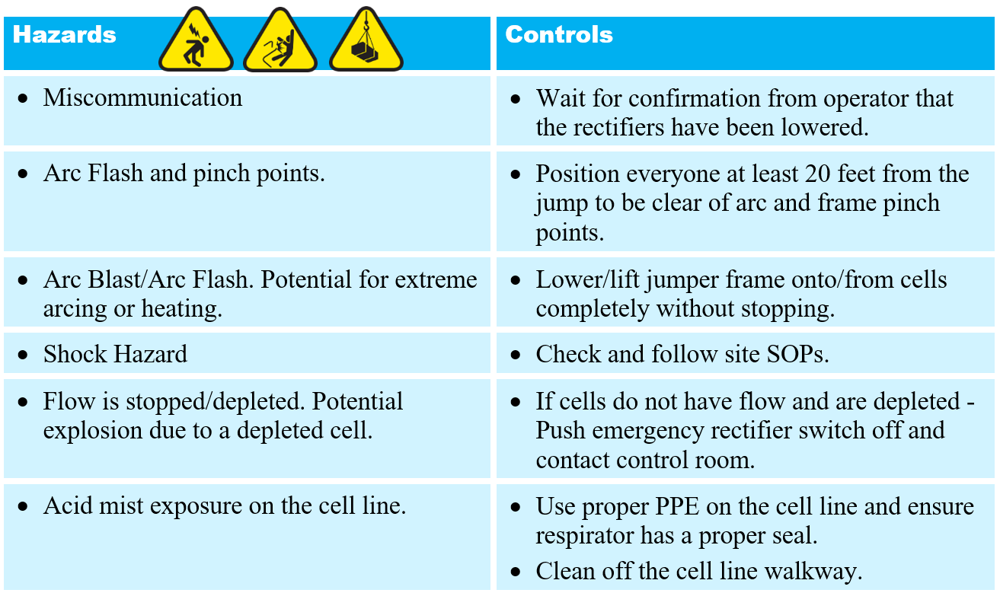 Hazards
Controls
• Miscommunication
• Wait for confirmation from operator that
the rectifiers have been lowered.
• Arc Flash and pinch points.
• Position everyone at least 20 feet from the
jump to be clear of arc and frame pinch
points.
• Arc Blast/Arc Flash. Potential for extreme
arcing or heating.
• Lower/lift jumper frame onto/from cells
completely without stopping.
• Shock Hazard
• Check and follow site SOPs.
• Flow is stopped/depleted. Potential
explosion due to a depleted cell.
• If cells do not have flow and are depleted -
Push emergency rectifier switch off and
contact control room.
• Acid mist exposure on the cell line.
• Use proper PPE on the cell line and ensure
respirator has a proper seal.
• Clean off the cell line walkway.